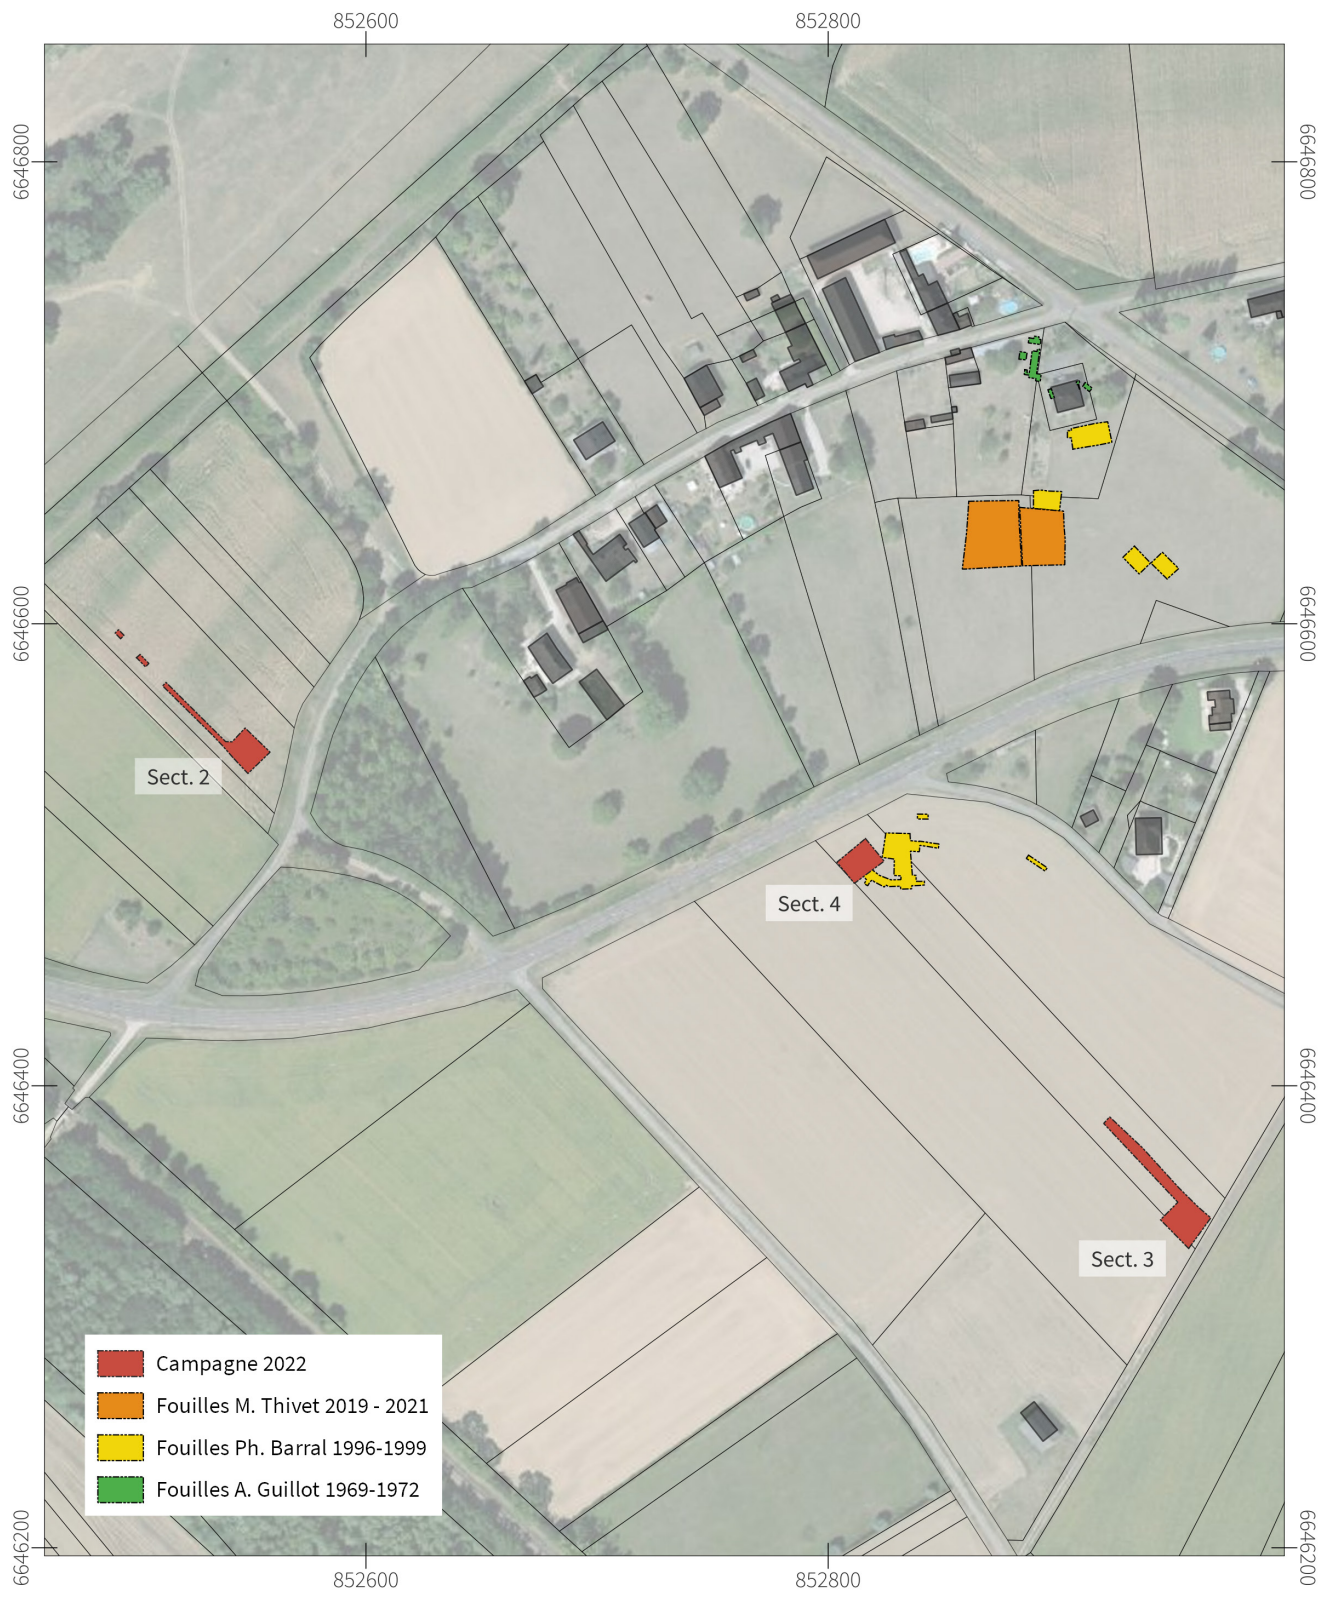 852600
852800
6646800
6646800
6646600
6646600
Sect. 2
Sect. 4
6646400
6646400
Sect. 3
Campagne 2022
Fouilles M. Thivet 2019 - 2021
Fouilles Ph. Barral 1996-1999
Fouilles A. Guillot 1969-1972
6646200
6646200
852600
852800